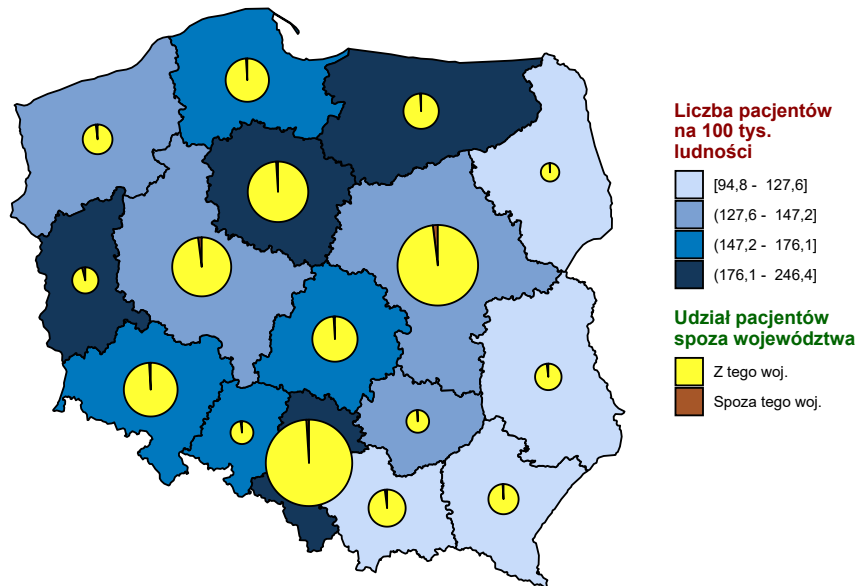 Liczba pacjentów
na 100 tys.
ludności
[94,8 - 127,6]
(127,6 - 147,2]
(147,2 - 176,1]
(176,1 - 246,4]
Udział pacjentów
spoza województwa
Z tego woj.
Spoza tego woj.